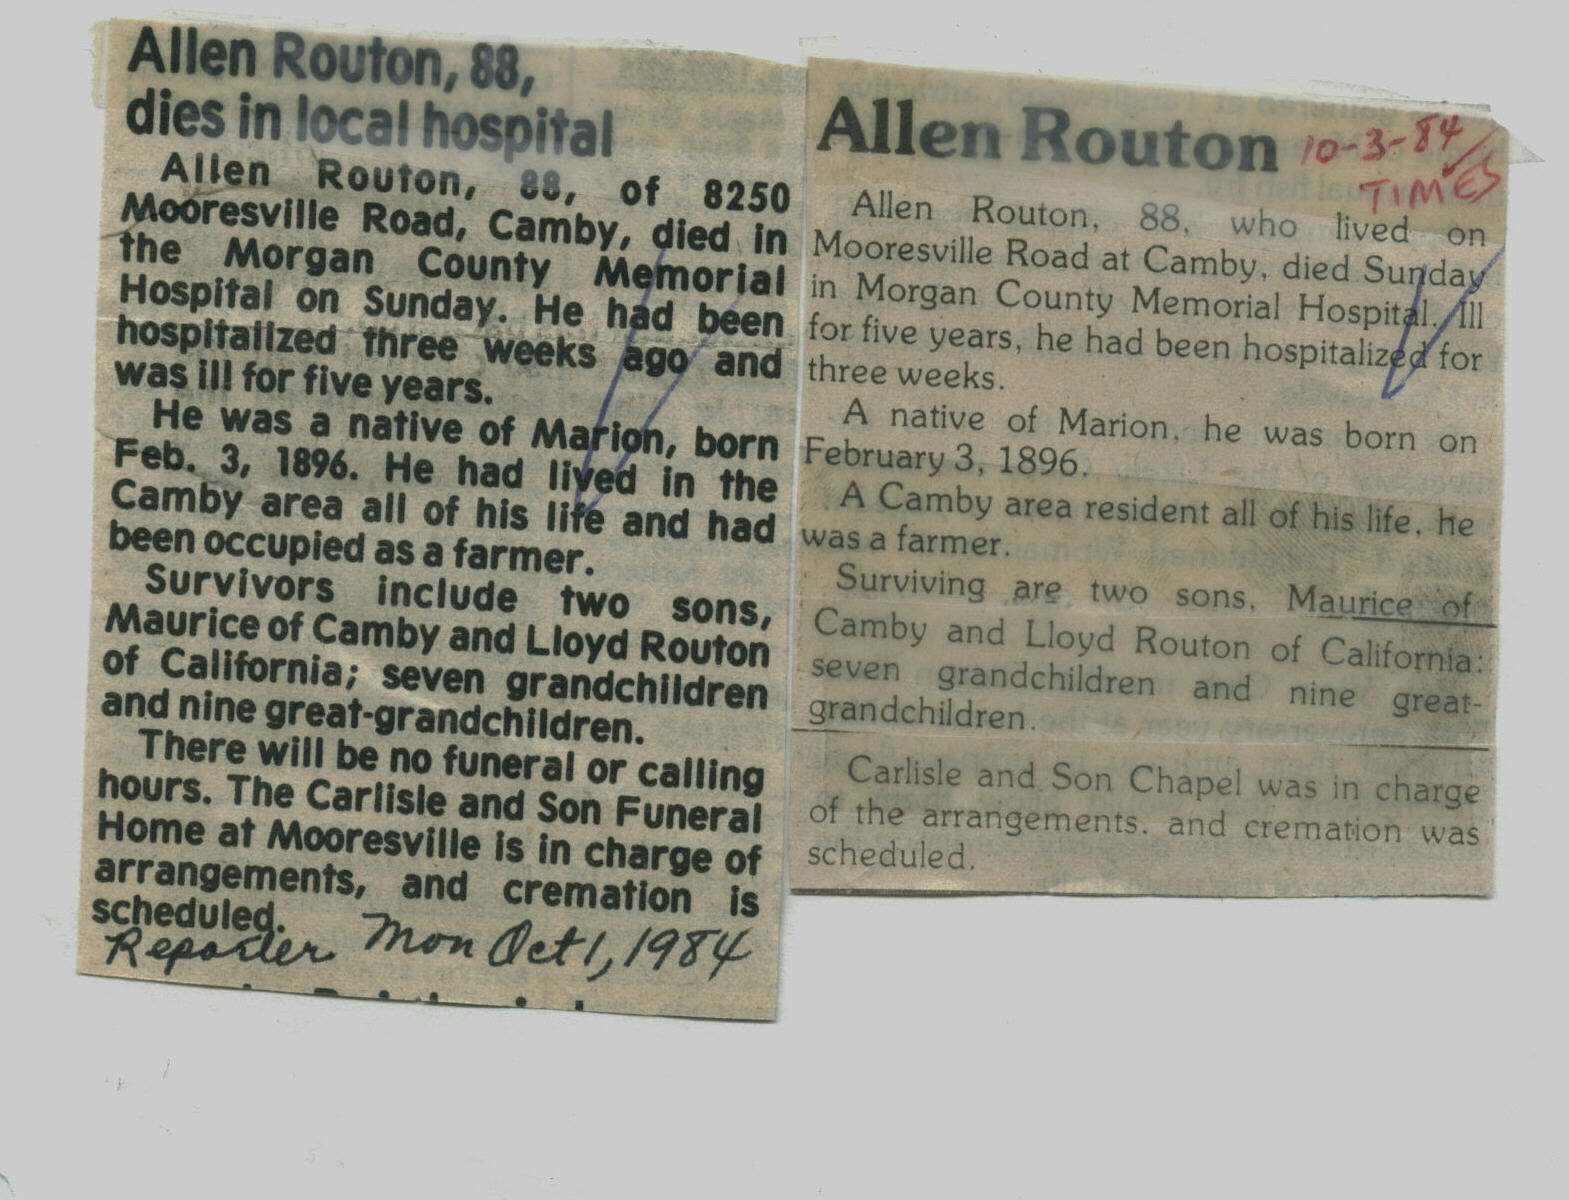 Allen Routon, 88,
dies in local hospital
Allen Routon, 88, of 8250
Mooresville Road, Camby, died in
the Morgan County Memorial
Hospital on Sunday. He had been
hospitalized three weeks ago and
was ill for five years.
He was a native of Marion, born
Feb. 3, 1896. He had lived in the
Camby area all of his life and had
been occupied as a farmer.
Survivors include two sons,
Maurice of Camby and Lloyd Routon
of California; seven grandchildren
and nine great-grandchildren.
There will be no funeral or calling
hours. The Carlisle and Son Funeral
Home at Mooresville is in charge of
arrangements, and cremation is
scheduled.
Reporter Mon Oct 1, 1984
Allen Routon
10-3-84
TIMES
Allen Routon, 88, who lived on
Mooresville Road at Camby, died Sunday
in Morgan County Memorial Hospital. Ill
for five years, he had been hospitalized for
three weeks.
A native of Marion, he was born on
February 3, 1896.
A Camby area resident all of his life, he
was a farmer.
Surviving are two sons, Maurice of
Camby and Lloyd Routon of California;
seven grandchildren and nine great-
grandchildren.
Carlisle and Son Chapel was in charge
of the arrangements, and cremation was
scheduled.